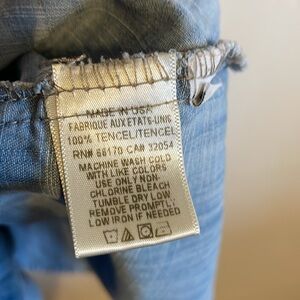 MADE IN USA
FABRIQUE AUX ETATS-UNIS
100% TENCEL/TENCEL
RN# 66170 CA# 32054
MACHINE WASH COLD
WITH LIKE COLORS
USE ONLY NON-
CHLORINE BLEACH
TUMBLE DRY LOW
REMOVE PROMPTLY
LOW IRON IF NEEDED